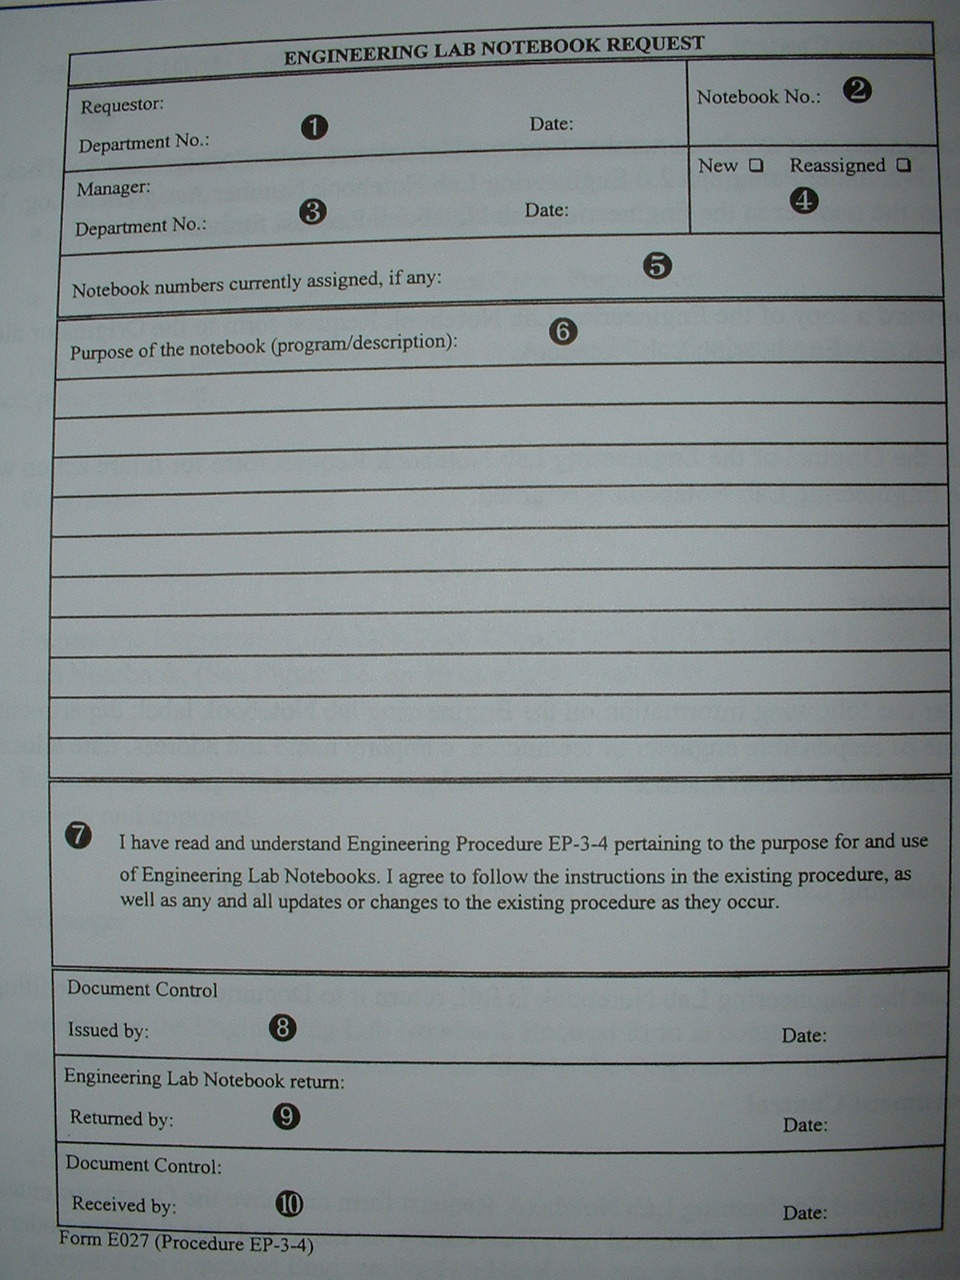 ENGINEERING LAB NOTEBOOK REQUEST
Requestor:
Department No.: ❶ Date:
Notebook No.: ❷
Manager:
Department No.: ❸ Date:
New ❏ Reassigned ❏
❹
Notebook numbers currently assigned, if any: ❺
Purpose of the notebook (program/description): ❻
❼ I have read and understand Engineering Procedure EP-3-4 pertaining to the purpose for and use
of Engineering Lab Notebooks. I agree to follow the instructions in the existing procedure, as
well as any and all updates or changes to the existing procedure as they occur.
Document Control
Issued by: ❽ Date:
Engineering Lab Notebook return:
Returned by: ❾ Date:
Document Control:
Received by: ❿ Date:
Form E027 (Procedure EP-3-4)